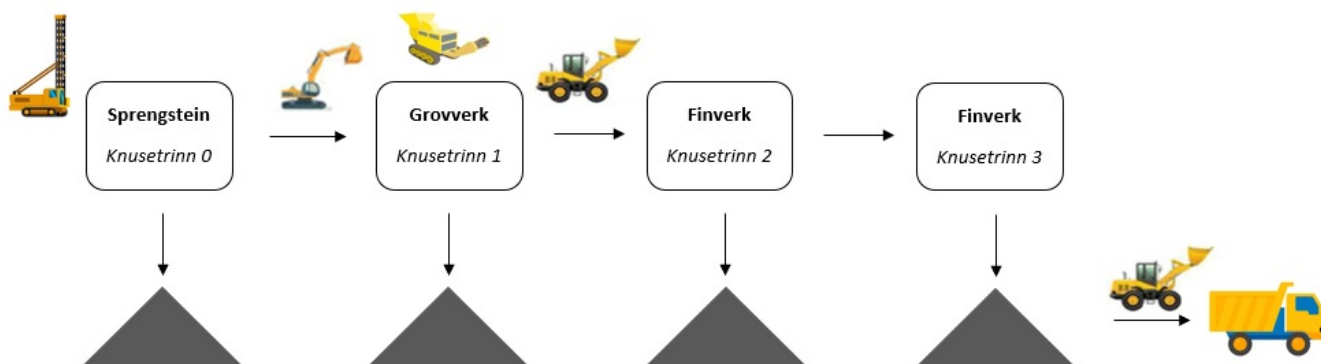 Sprengstein
Knusetrinn 0
Grovverk
Knusetrinn 1
Finverk
Knusetrinn 2
Finverk
Knusetrinn 3